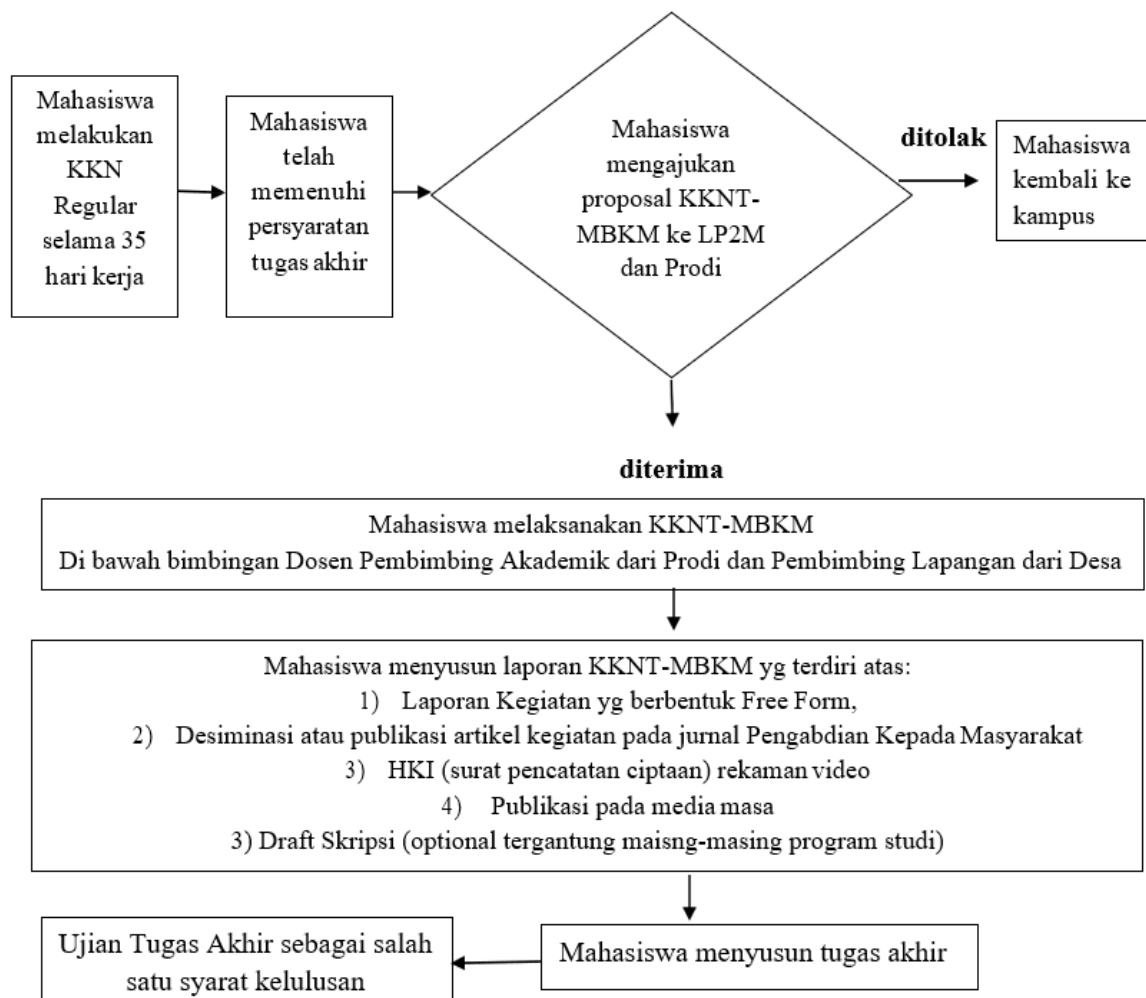 Mahasiswa
melakukan
KKN
Regular
selama 35
hari kerja
Mahasiswa
telah
memenuhi
persyaratan
tugas akhir
Mahasiswa
mengajukan
proposal KKNT-
MBKM ke LP2M
dan Prodi
ditolak
Mahasiswa
kembali ke
kampus
diterima
Mahasiswa melaksanakan KKNT-MBKM
Di bawah bimbingan Dosen Pembimbing Akademik dari Prodi dan Pembimbing Lapangan dari Desa
Mahasiswa menyusun laporan KKNT-MBKM yg terdiri atas:
1) Laporan Kegiatan yg berbentuk Free Form,
2) Desiminasi atau publikasi artikel kegiatan pada jurnal Pengabdian Kepada Masyarakat
3) HKI (surat pencatatan ciptaan) rekaman video
4) Publikasi pada media masa
3) Draft Skripsi (optional tergantung maisng-masing program studi)
Mahasiswa menyusun tugas akhir
Ujian Tugas Akhir sebagai salah
satu syarat kelulusan